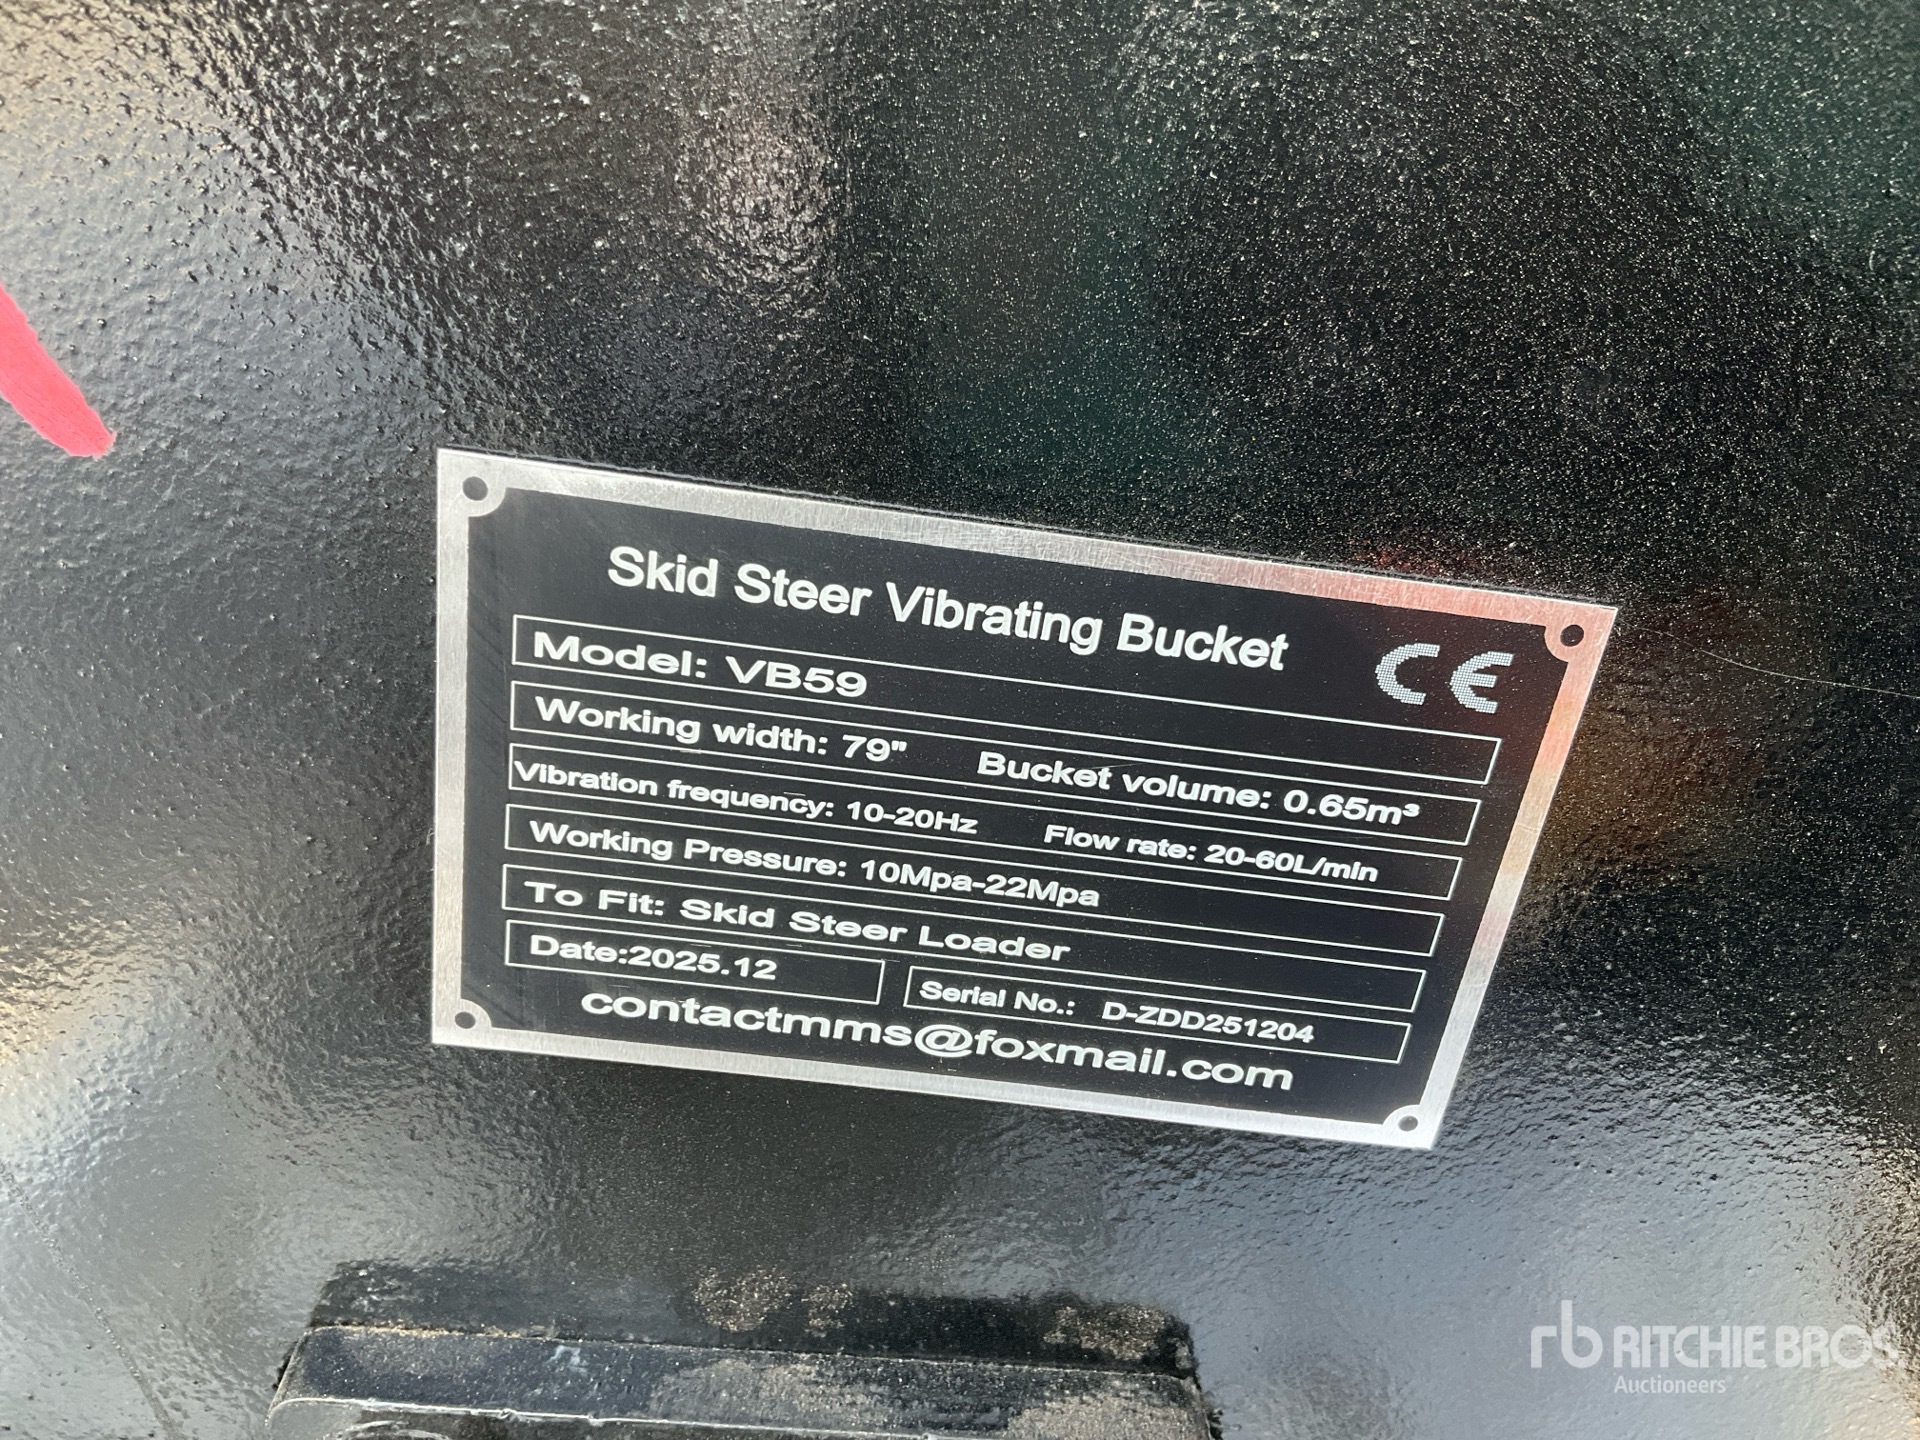 Skid Steer Vibrating Bucket
CE
Model: VB59
Working width: 79" Bucket volume: 0.65m³
Vibration frequency: 10-20Hz Flow rate: 20-60L/min
Working Pressure: 10Mpa-22Mpa
To Fit: Skid Steer Loader
Date:2025.12 Serial No.: D-ZDD251204
contactmms@foxmail.com
rb RITCHIE BROS.
Auctioneers